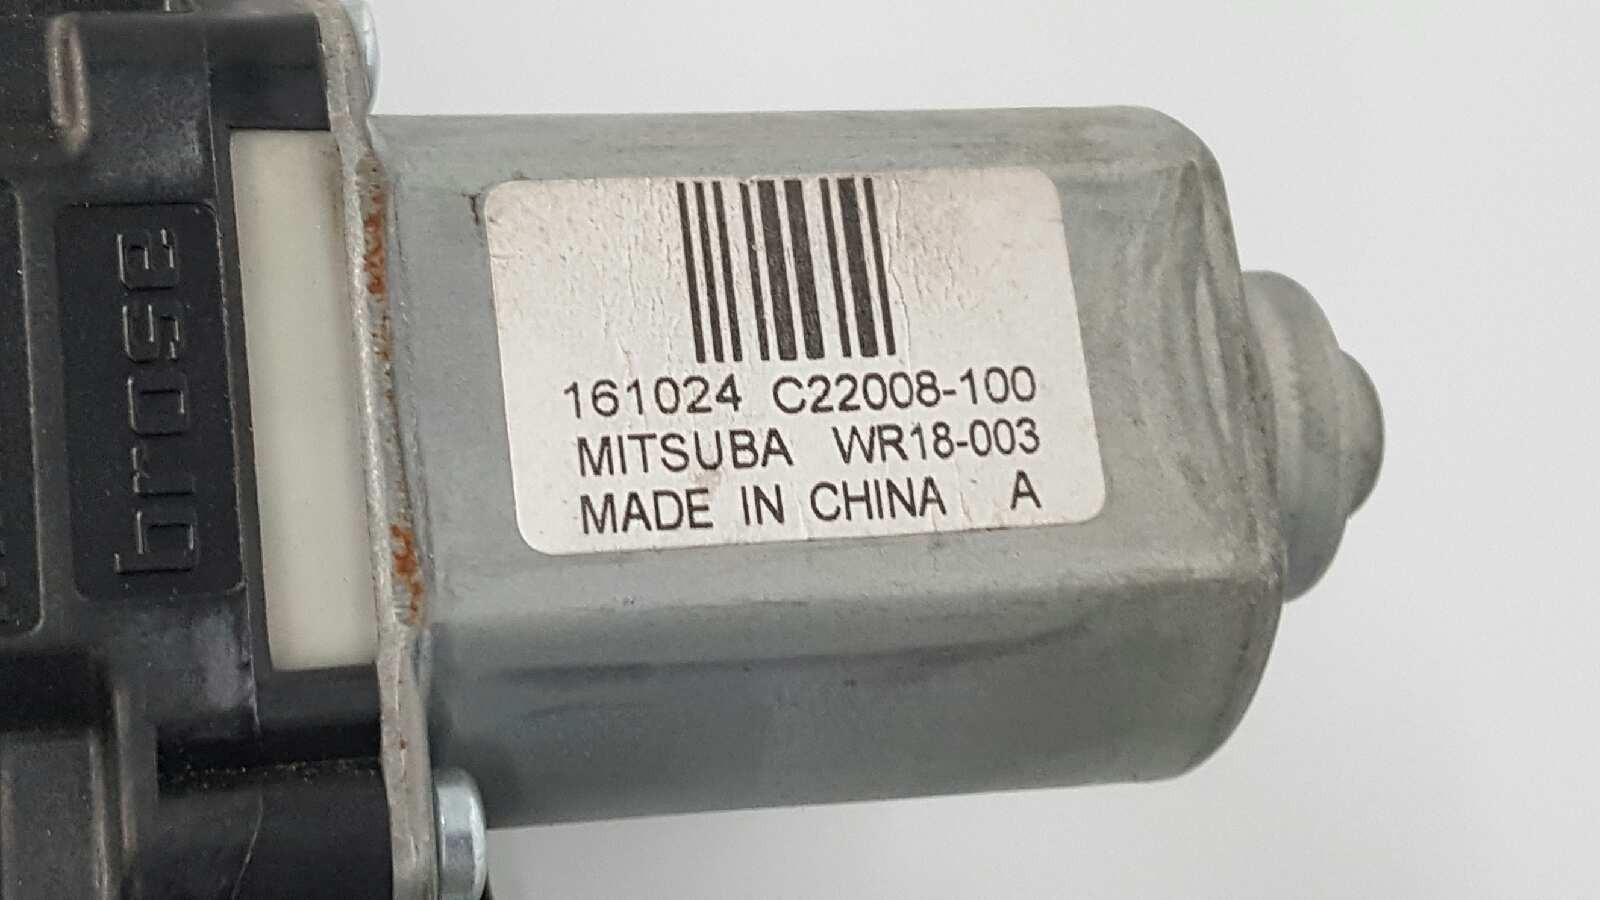 brose
161024 C22008-100
MITSUBA WR18-003
MADE IN CHINA A